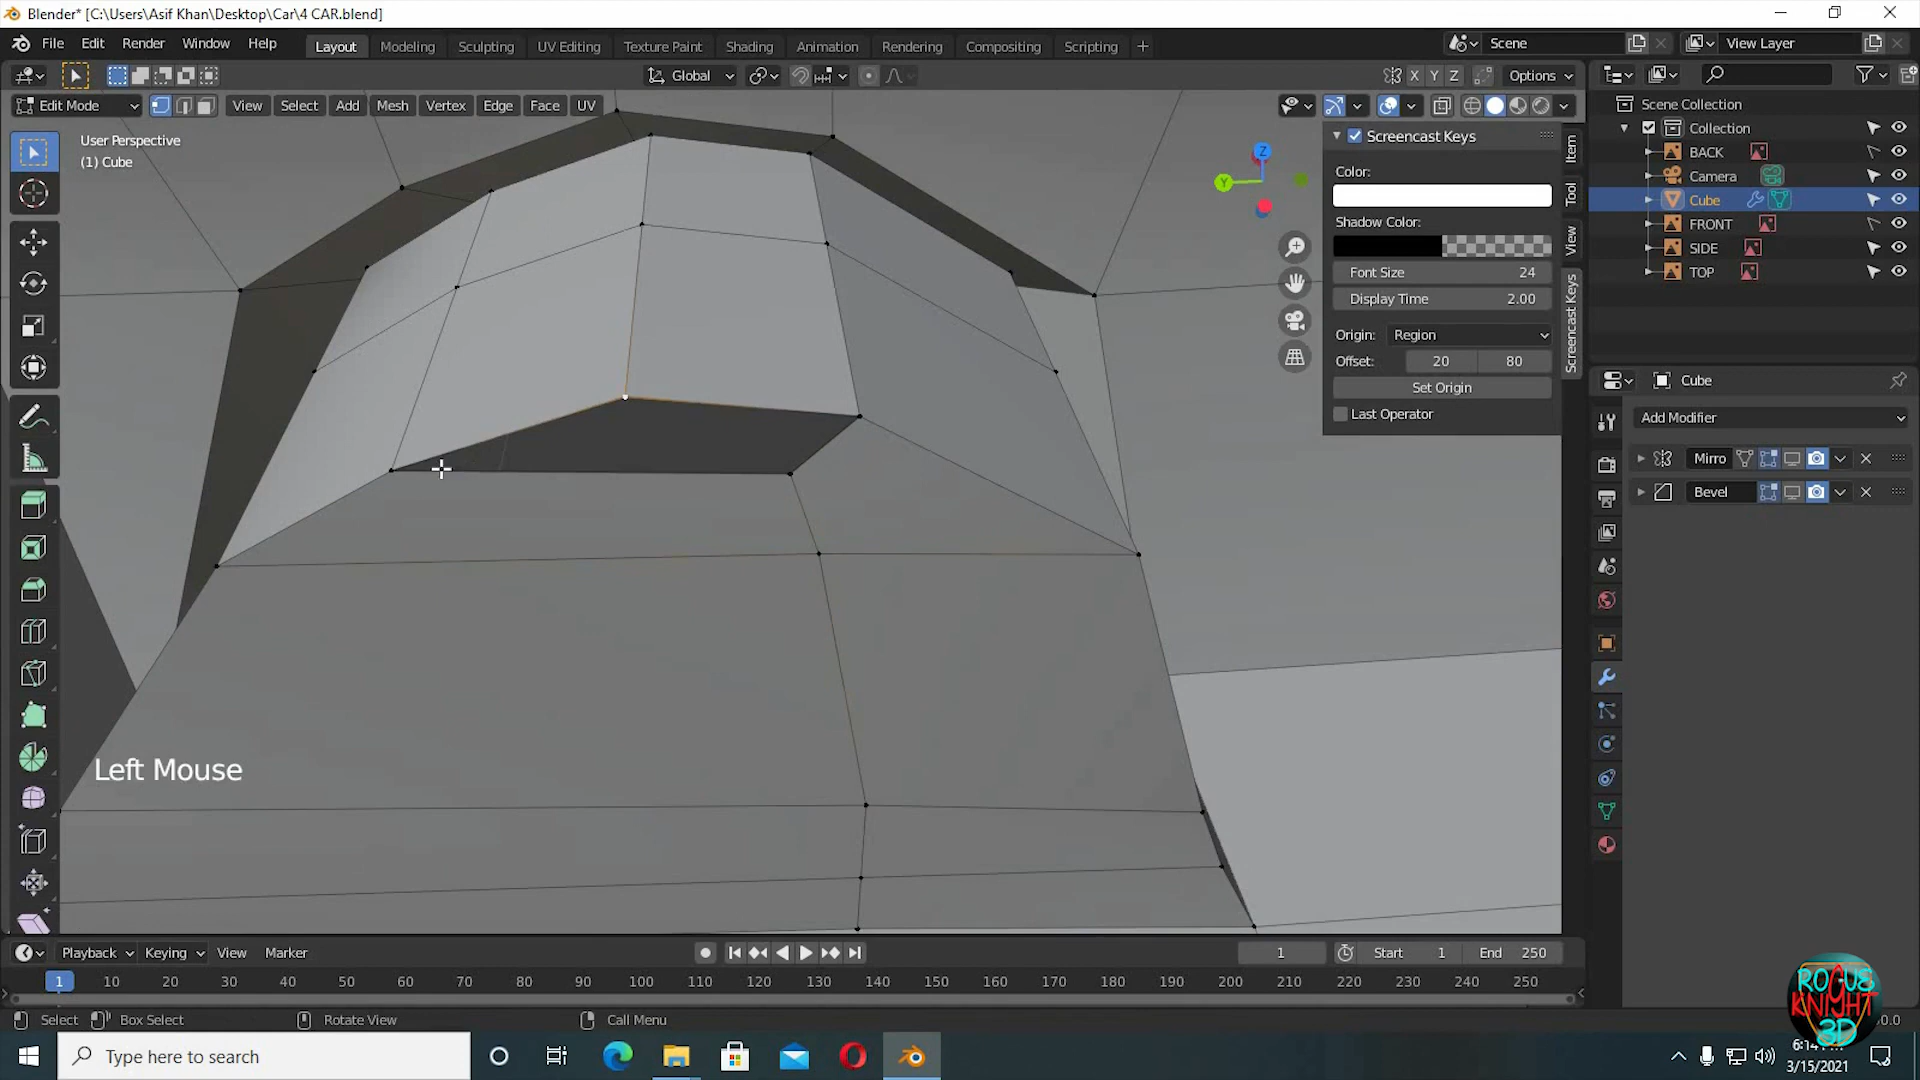 Blender* [C:\Users\Asif Khan\Desktop\Car\4 CAR.blend]
File Edit Render Window Help Layout Modeling Sculpting UV Editing Texture Paint Shading Animation Rendering Compositing Scripting Scene View Layer
Global X Y Z Options
Edit Mode View Select Add Mesh Vertex Edge Face UV
User Perspective
(1) Cube
Z
Y
Screencast Keys
Color:
Shadow Color:
Font Size 24
Display Time 2.00
Origin: Region
Offset: 20 80
Set Origin
Last Operator
Item
Tool
View
Screencast Keys
Scene Collection
Collection
BACK
Camera
Cube
FRONT
SIDE
TOP
Cube
Add Modifier
Mirro
Bevel
Left Mouse
Playback Keying View Marker 1 Start 1 End 250
1 10 20 30 40 50 60 70 80 90 100 110 120 130 140 150 160 170 180 190 200 210 220 230 240 250
Select Box Select Rotate View Call Menu
ROGUE
KNIGHT
3D
Type here to search
3/15/2021